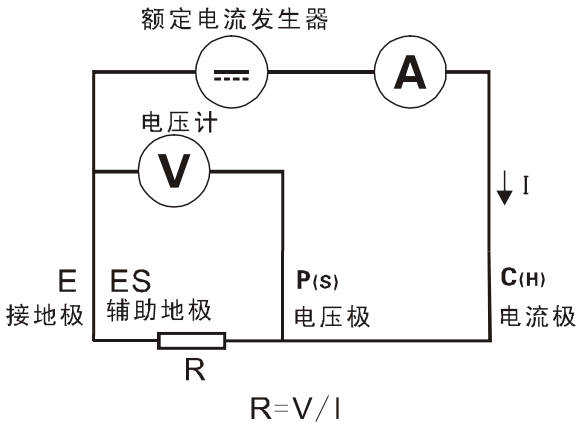 额定电流发生器
A
电压计
V
I
E
接地极
ES
辅助地极
P(S)
电压极
C(H)
电流极
R
R=V/I